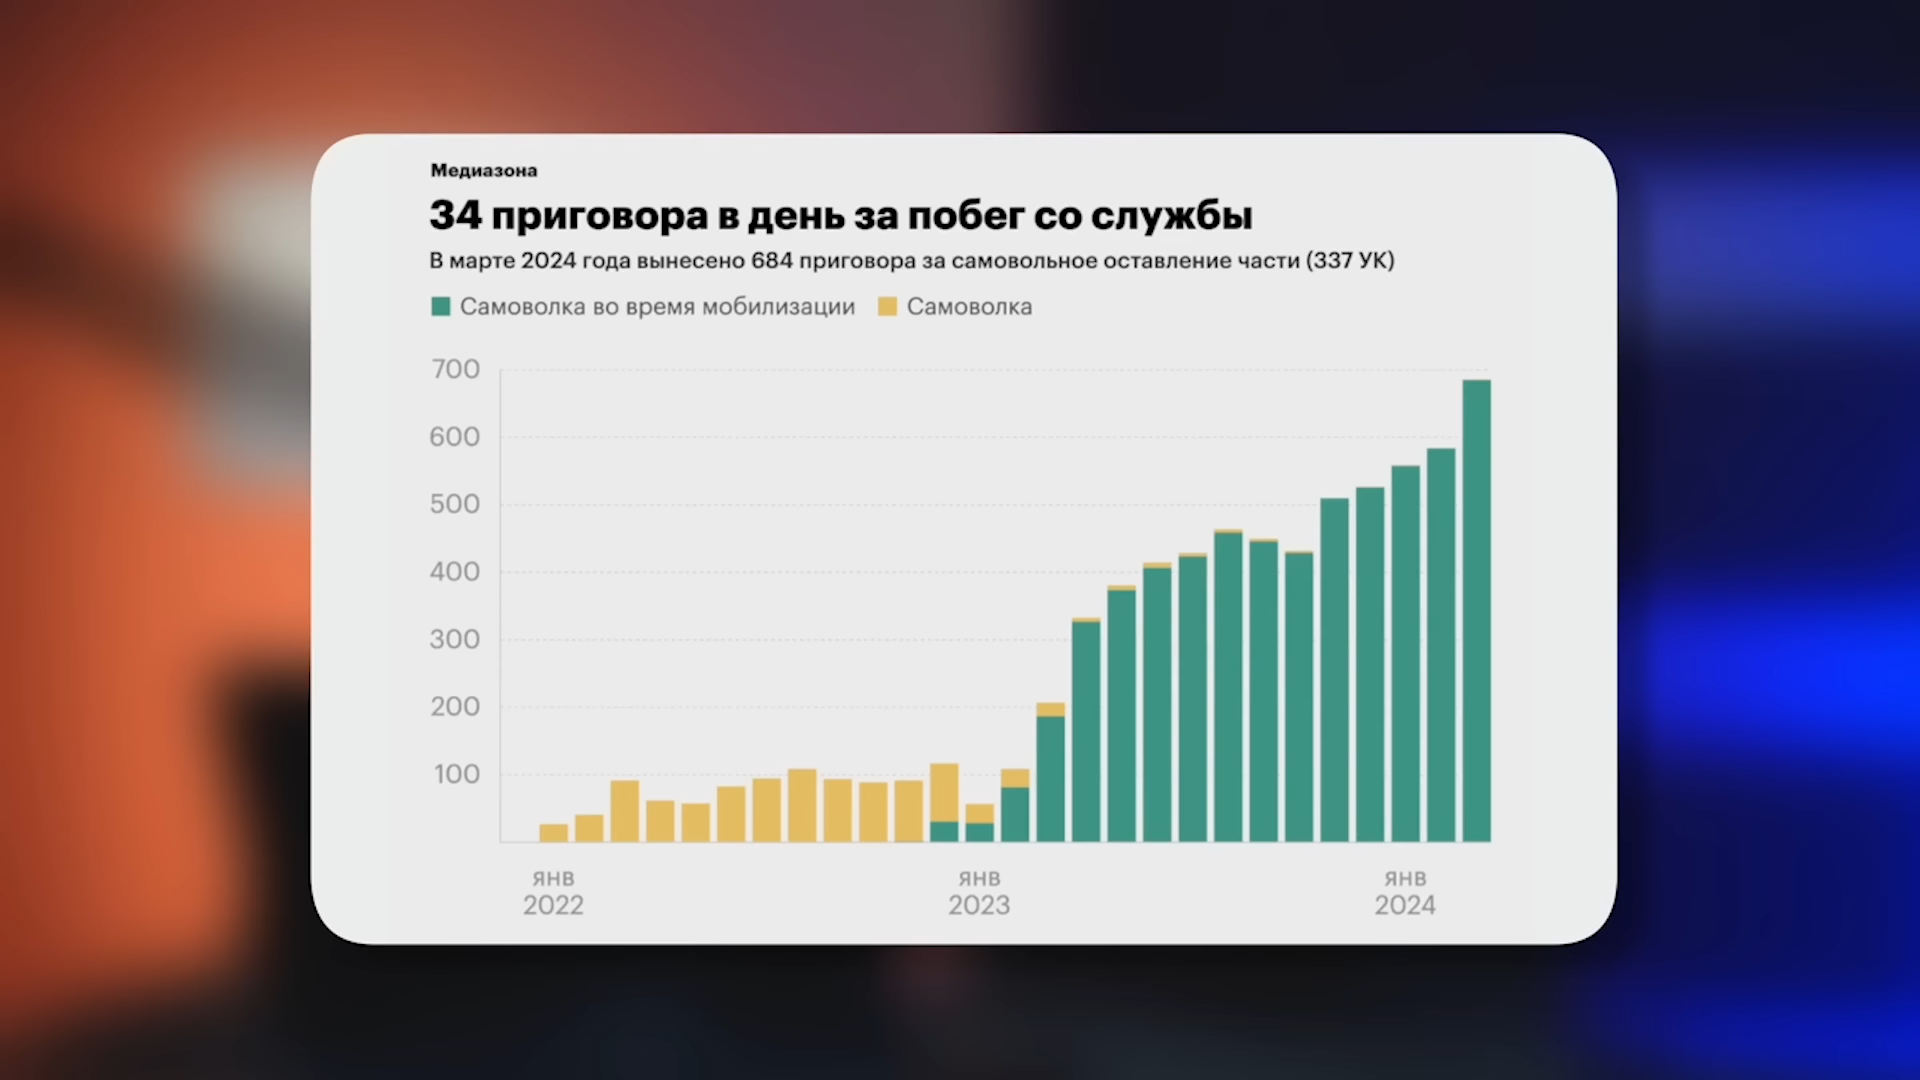 Медиазона
34 приговора в день за побег со службы
В марте 2024 года вынесено 684 приговора за самовольное оставление части (337 УК)
Самоволка во время мобилизации Самоволка
700
600
500
400
300
200
100
янв янв янв
2022 2023 2024